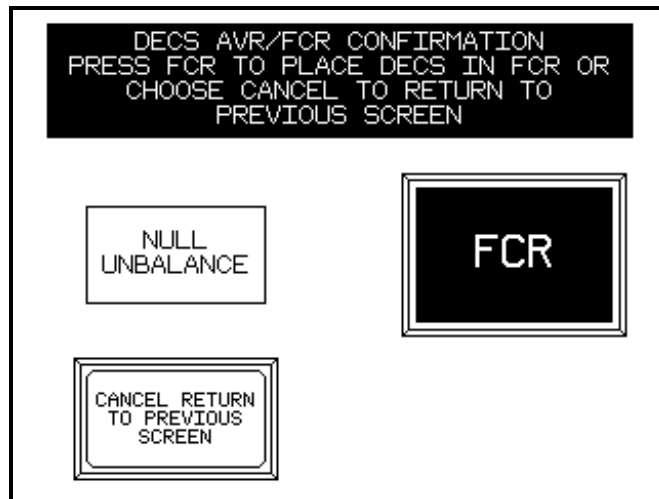 DECS AVR/FCR CONFIRMATION
PRESS FCR TO PLACE DECS IN FCR OR
CHOOSE CANCEL TO RETURN TO
PREVIOUS SCREEN
NULL
UNBALANCE
FCR
CANCEL RETURN
TO PREVIOUS
SCREEN